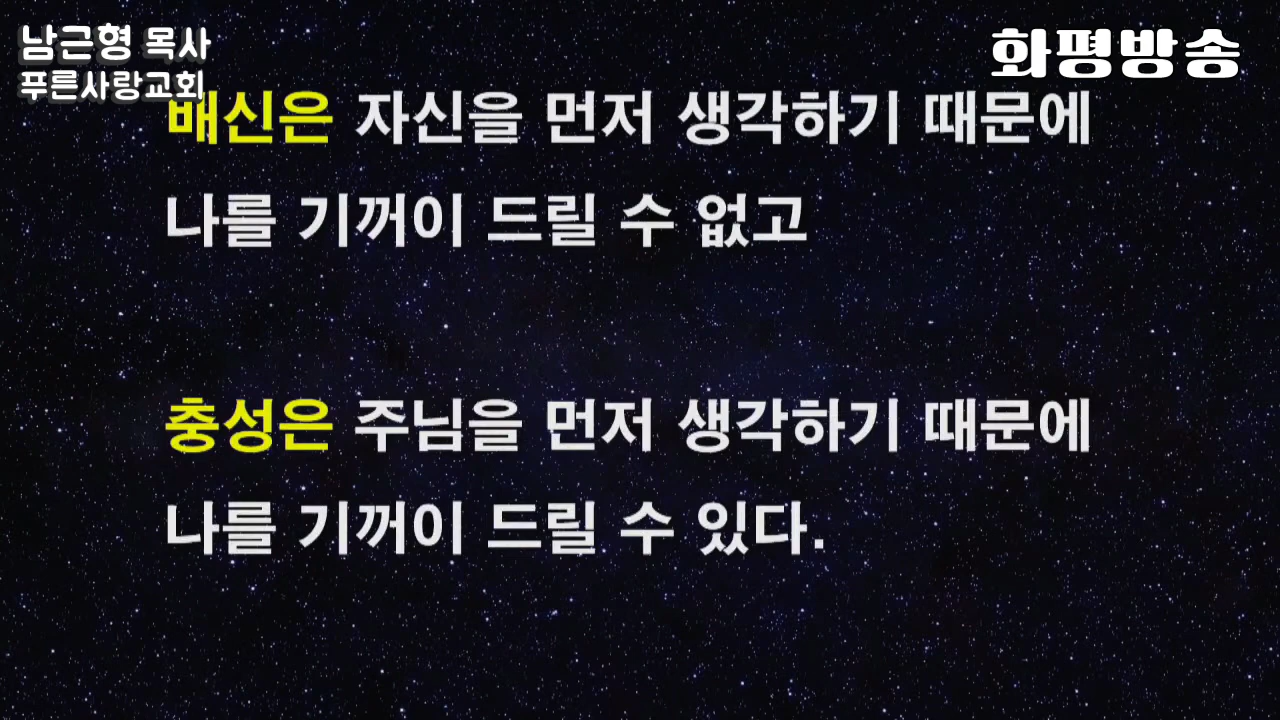 남근형 목사
푸른사랑교회
화평방송
배신은 자신을 먼저 생각하기 때문에
나를 기꺼이 드릴 수 없고
충성은 주님을 먼저 생각하기 때문에
나를 기꺼이 드릴 수 있다.